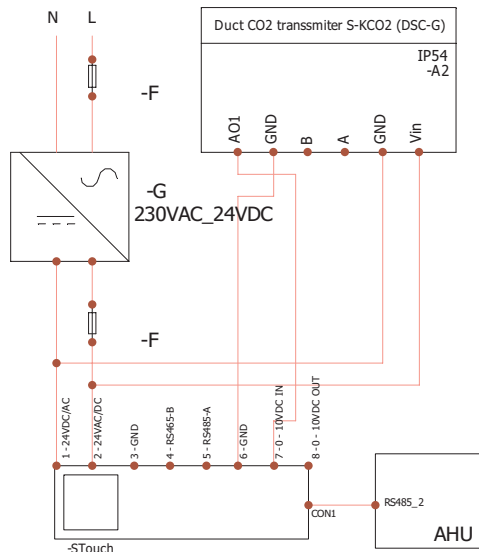 N L
Duct CO2 transsmiter S-KCO2 (DSC-G)
IP54
-A2
-F
AO1
GND
B
A
GND
Vin
-G
230VAC_24VDC
-F
1 - 24VDC/AC
2 - 24VAC/DC
3 - GND
4 - RS465-B
5 - RS485-A
6 - GND
7 - 0 - 10VDC IN
8 - 0 - 10VDC OUT
CON1
RS485_2
AHU
-STouch